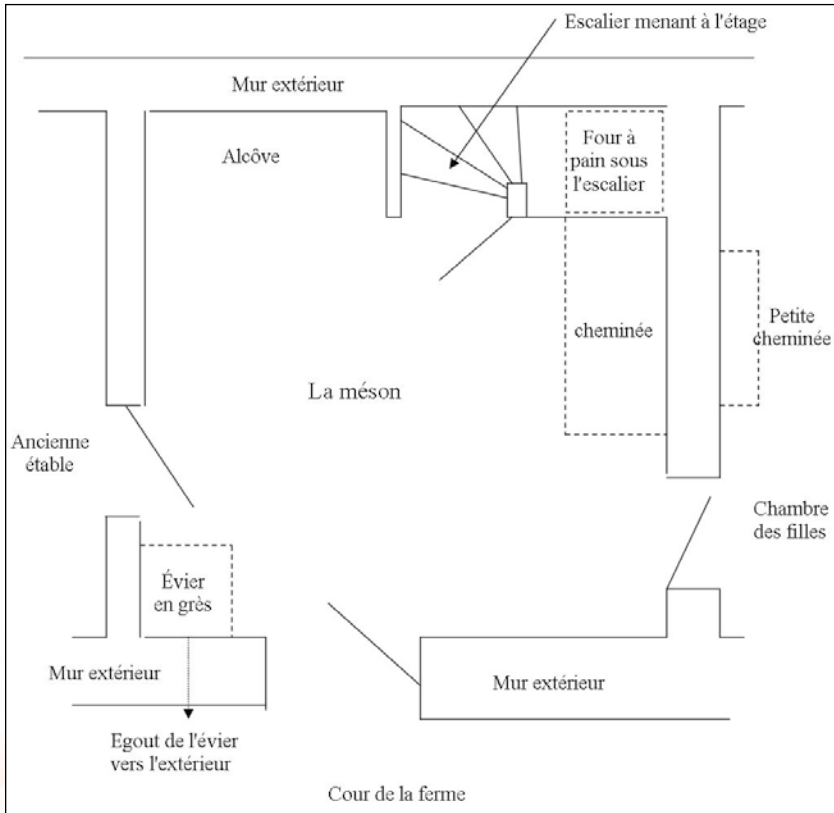 Escalier menant à l'étage
Mur extérieur
Alcôve
Four à
pain sous
l'escalier
cheminée
Petite
cheminée
La méson
Ancienne
étable
Chambre
des filles
Évier
en grès
Mur extérieur
Mur extérieur
Egout de l'évier
vers l'extérieur
Cour de la ferme